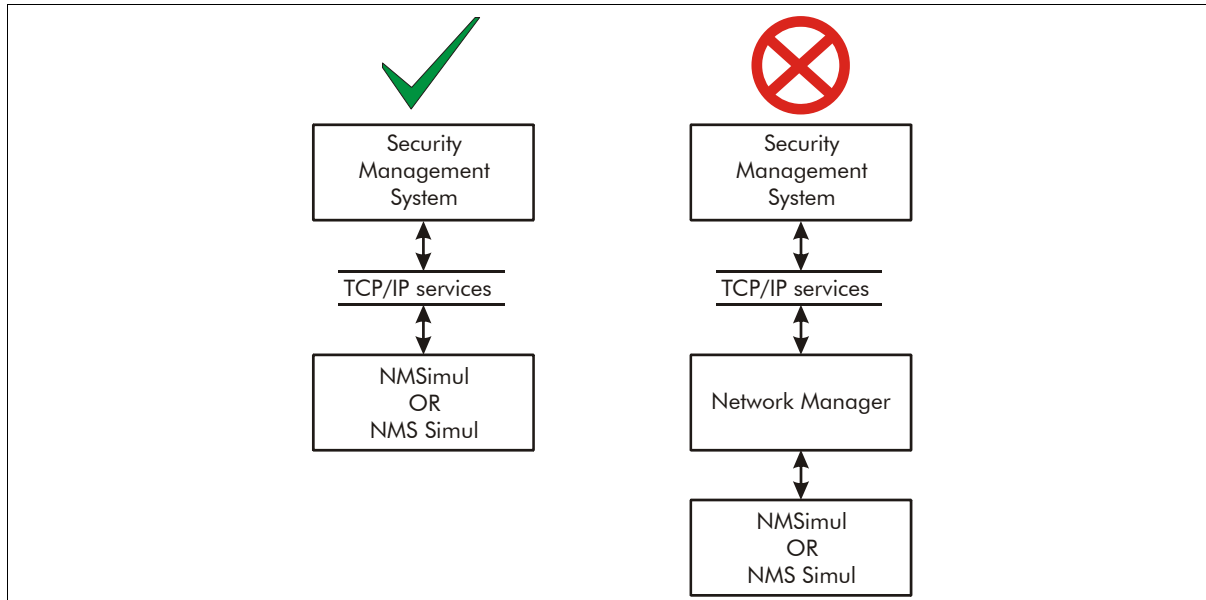 Security
Management
System
TCP/IP services
NMSimul
OR
NMS Simul
Security
Management
System
TCP/IP services
Network Manager
NMSimul
OR
NMS Simul